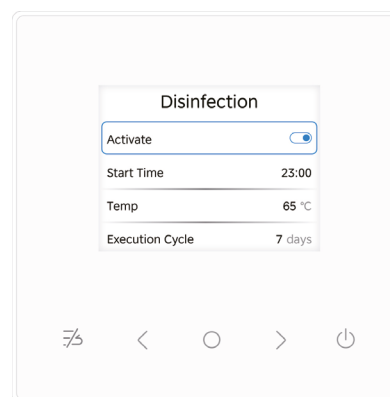 Disinfection
Activate
Start Time 23:00
Temp 65 °C
Execution Cycle 7 days